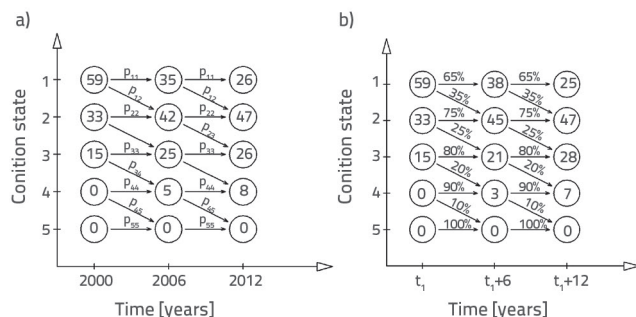 a)
Conition state
1 59 p11 35 p11 26
p12 p12
2 33 p22 42 p22 47
p23
3 15 p33 25 p33 26
p34
4 0 p44 5 p44 8
p45 p45
5 0 p55 0 p55 0
2000 2006 2012
Time [years]
b)
Condition state
1 59 65% 38 65% 25
35% 35%
2 33 75% 45 75% 47
25% 25%
3 15 80% 21 80% 28
20% 20%
4 0 90% 3 90% 7
10% 10%
5 0 100% 0 100% 0
t1 t1+6 t1+12
Time [years]